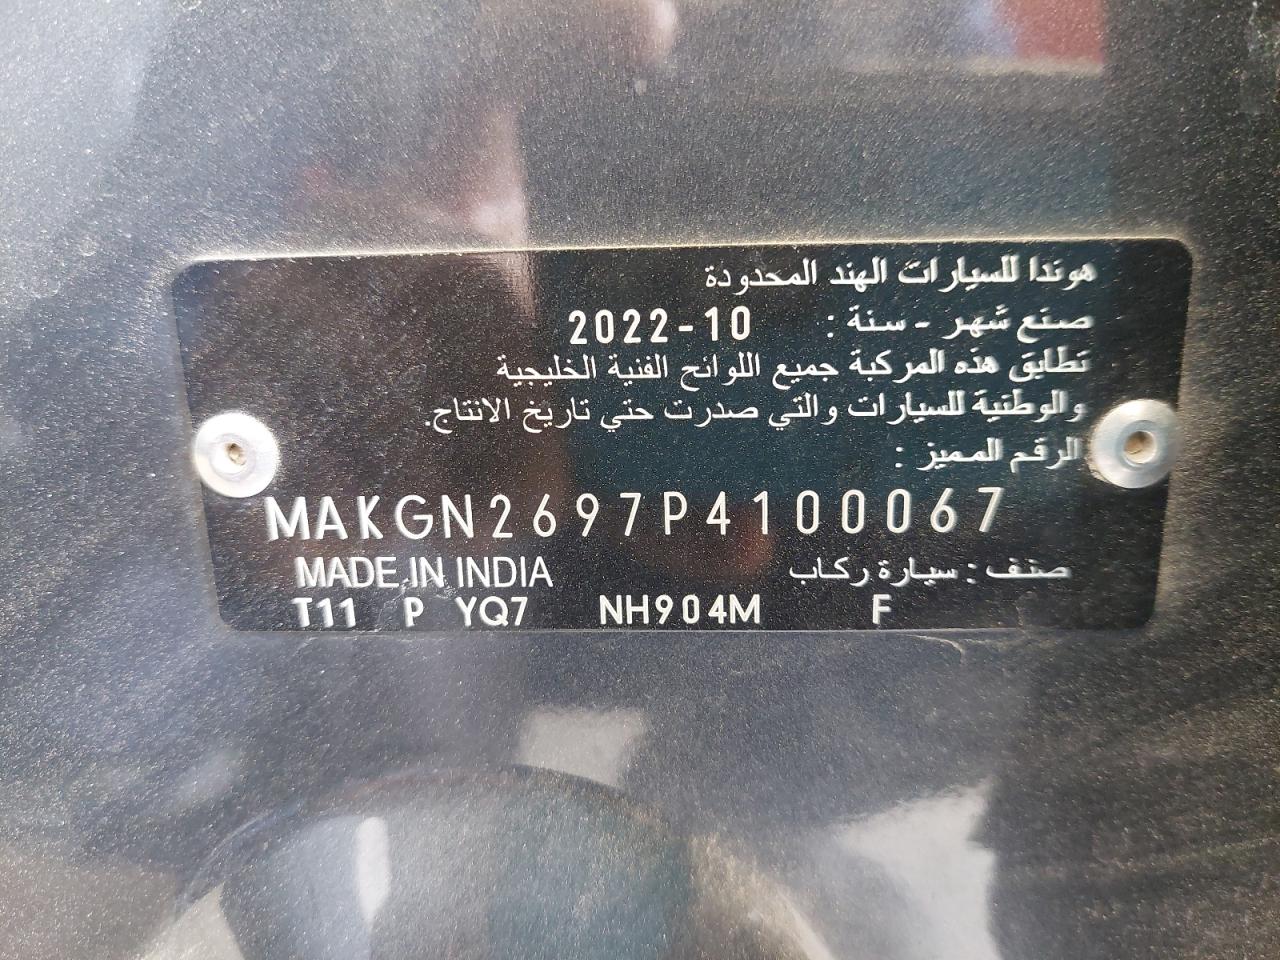 هوندا للسيارات الهند المحدودة
صنع شهر - سنة : 2022-10
تطابق هذه المركبة جميع اللوائح الفنية الخليجية
والوطنية للسيارات والتي صدرت حتي تاريخ الانتاج.
الرقم المميز :
MAKGN2697P4100067
MADE IN INDIA صنف : سيارة ركاب
T11 P YQ7 NH904M F